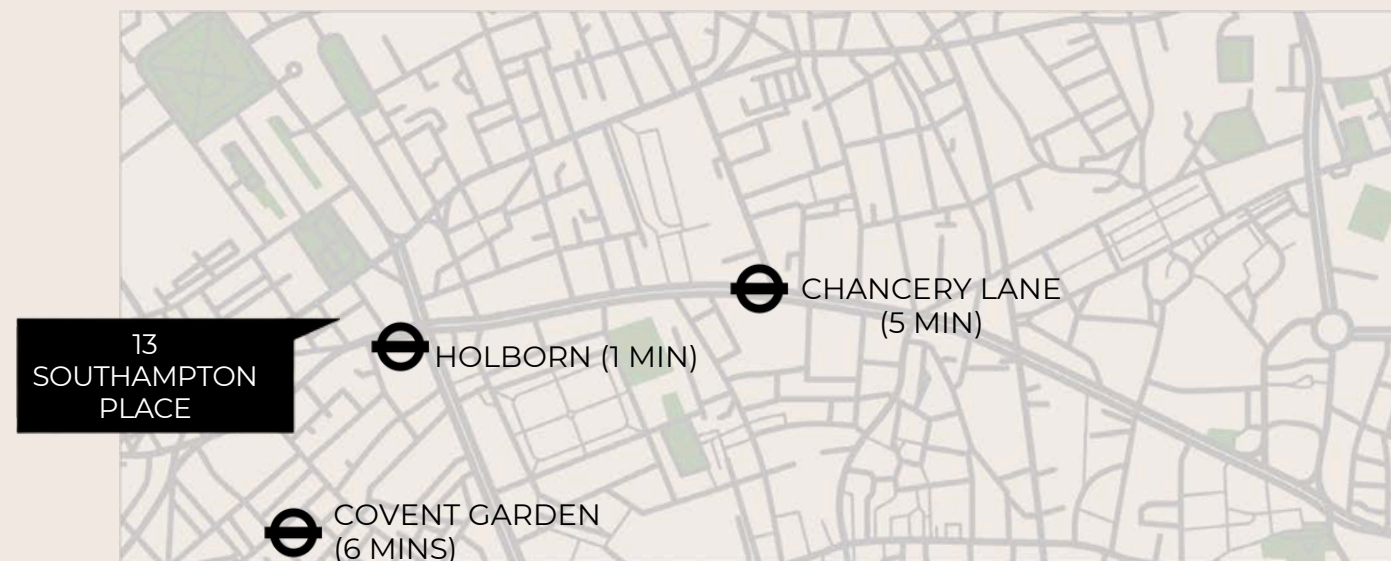 CHANCERY LANE
(5 MIN)
13
SOUTHAMPTON
PLACE
HOLBORN (1 MIN)
COVENT GARDEN
(6 MINS)